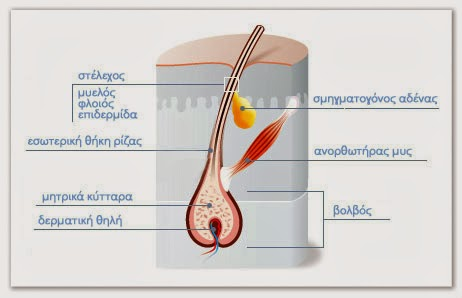 στέλεχος
μυελός
φλοιός
επιδερμίδα
εσωτερική θήκη ρίζας
μητρικά κύτταρα
δερματική θηλή
σμηγματογόνος αδένας
ανορθωτήρας μυς
βολβός